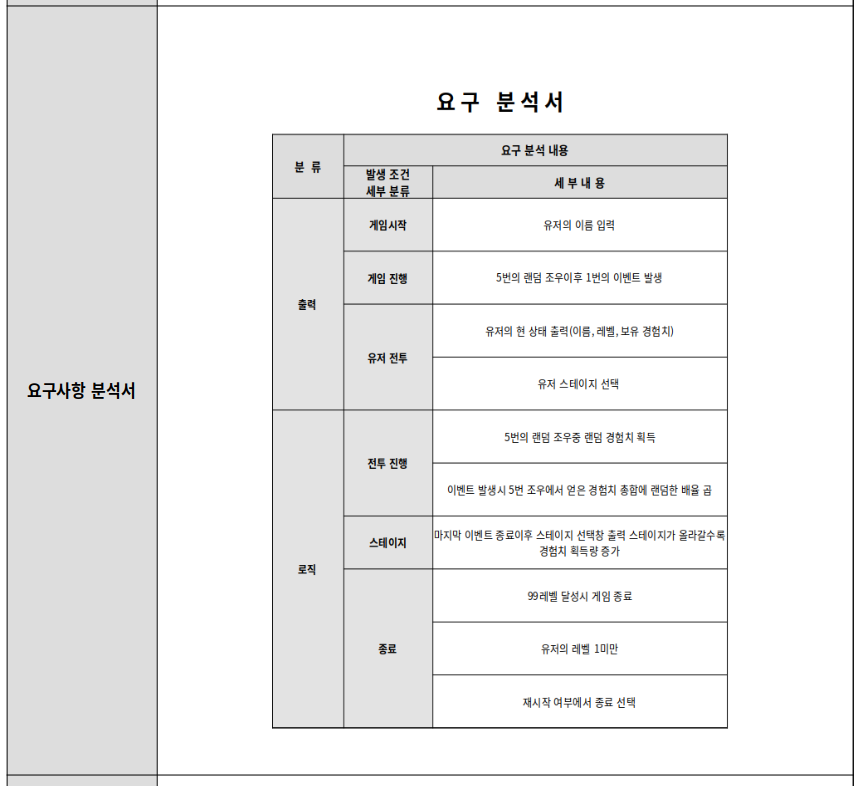 요구 분석서
분 류
요구 분석 내용
발생 조건
세부 분류
세 부 내 용
출력
게임시작
유저의 이름 입력
게임 진행
5번의 랜덤 조우이후 1번의 이벤트 발생
유저 전투
유저의 현 상태 출력(이름, 레벨, 보유 경험치)
유저 스테이지 선택
요구사항 분석서
로직
전투 진행
5번의 랜덤 조우중 랜덤 경험치 획득
이벤트 발생시 5번 조우에서 얻은 경험치 총합에 랜덤한 배율 곱
스테이지
마지막 이벤트 종료이후 스테이지 선택창 출력 스테이지가 올라갈수록
경험치 획득량 증가
종료
99레벨 달성시 게임 종료
유저의 레벨 1미만
재시작 여부에서 종료 선택